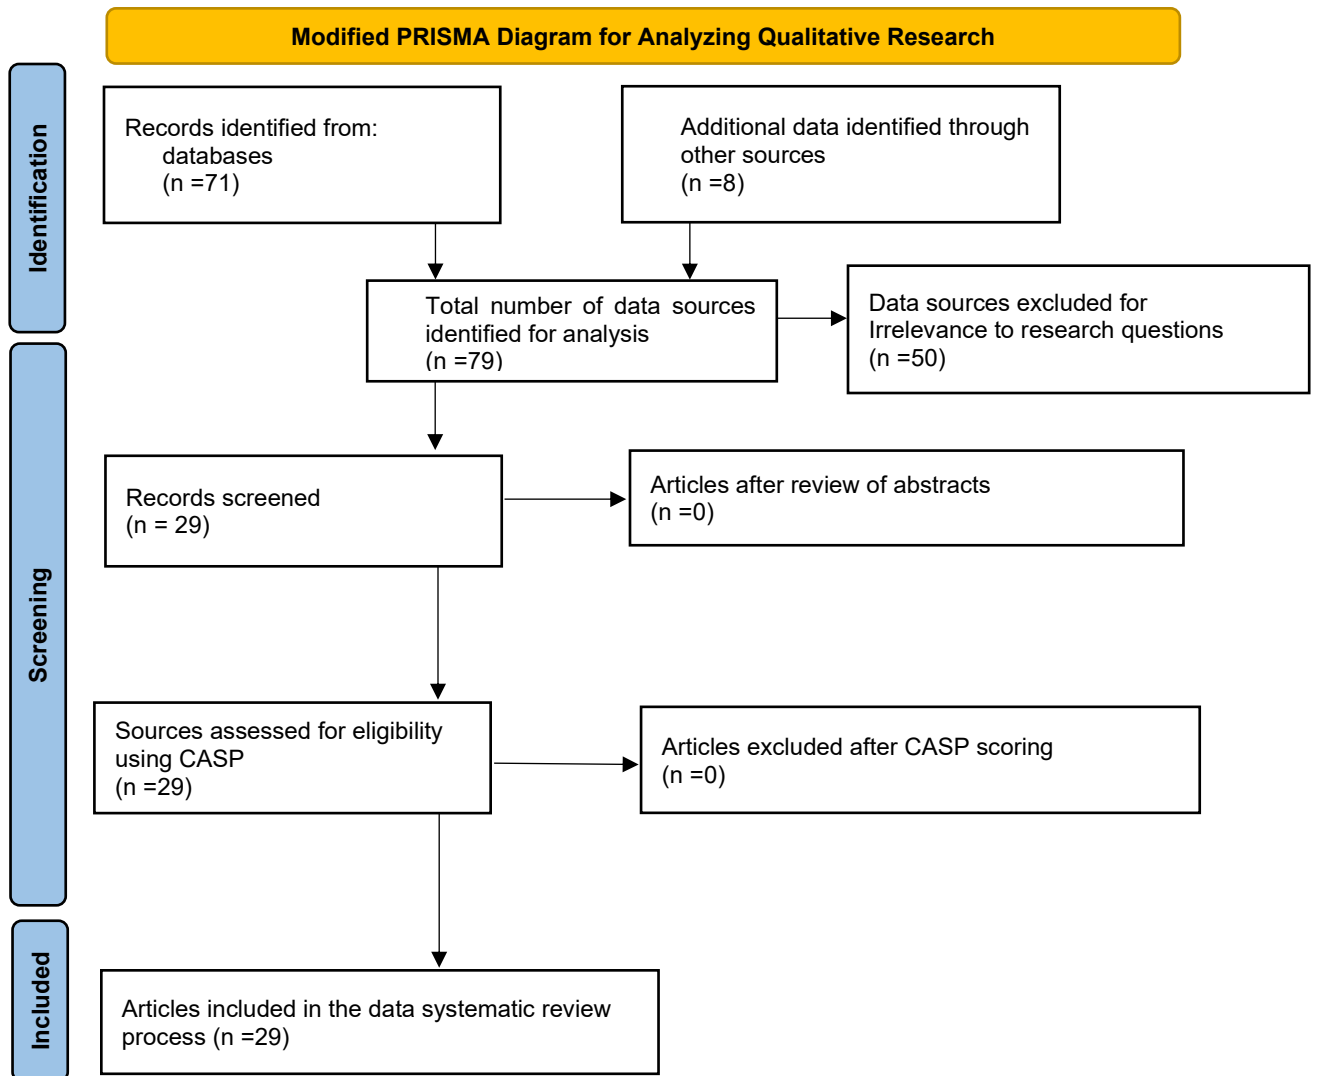 Modified PRISMA Diagram for Analyzing Qualitative Research
Identification
Records identified from:
databases
(n =71)
Additional data identified through
other sources
(n =8)
Total number of data sources
identified for analysis
(n =79)
Data sources excluded for
Irrelevance to research questions
(n =50)
Screening
Records screened
(n = 29)
Articles after review of abstracts
(n =0)
Sources assessed for eligibility
using CASP
(n =29)
Articles excluded after CASP scoring
(n =0)
Included
Articles included in the data systematic review
process (n =29)